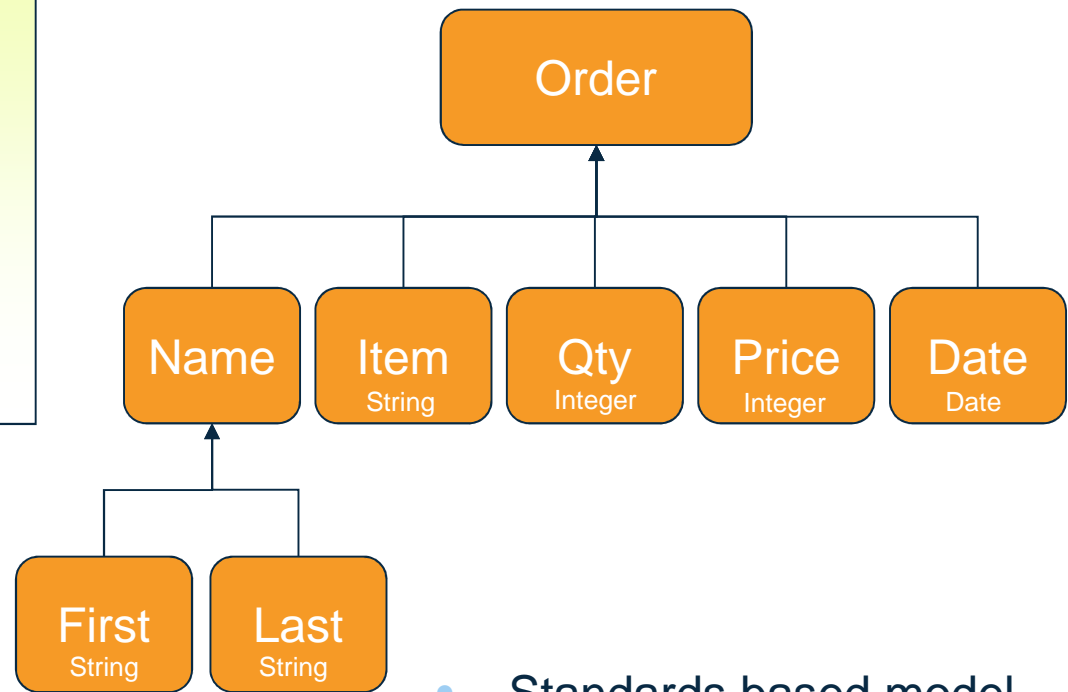 Order
Name
Item
String
Qty
Integer
Price
Integer
Date
Date
First
String
Last
String
• Standards based model